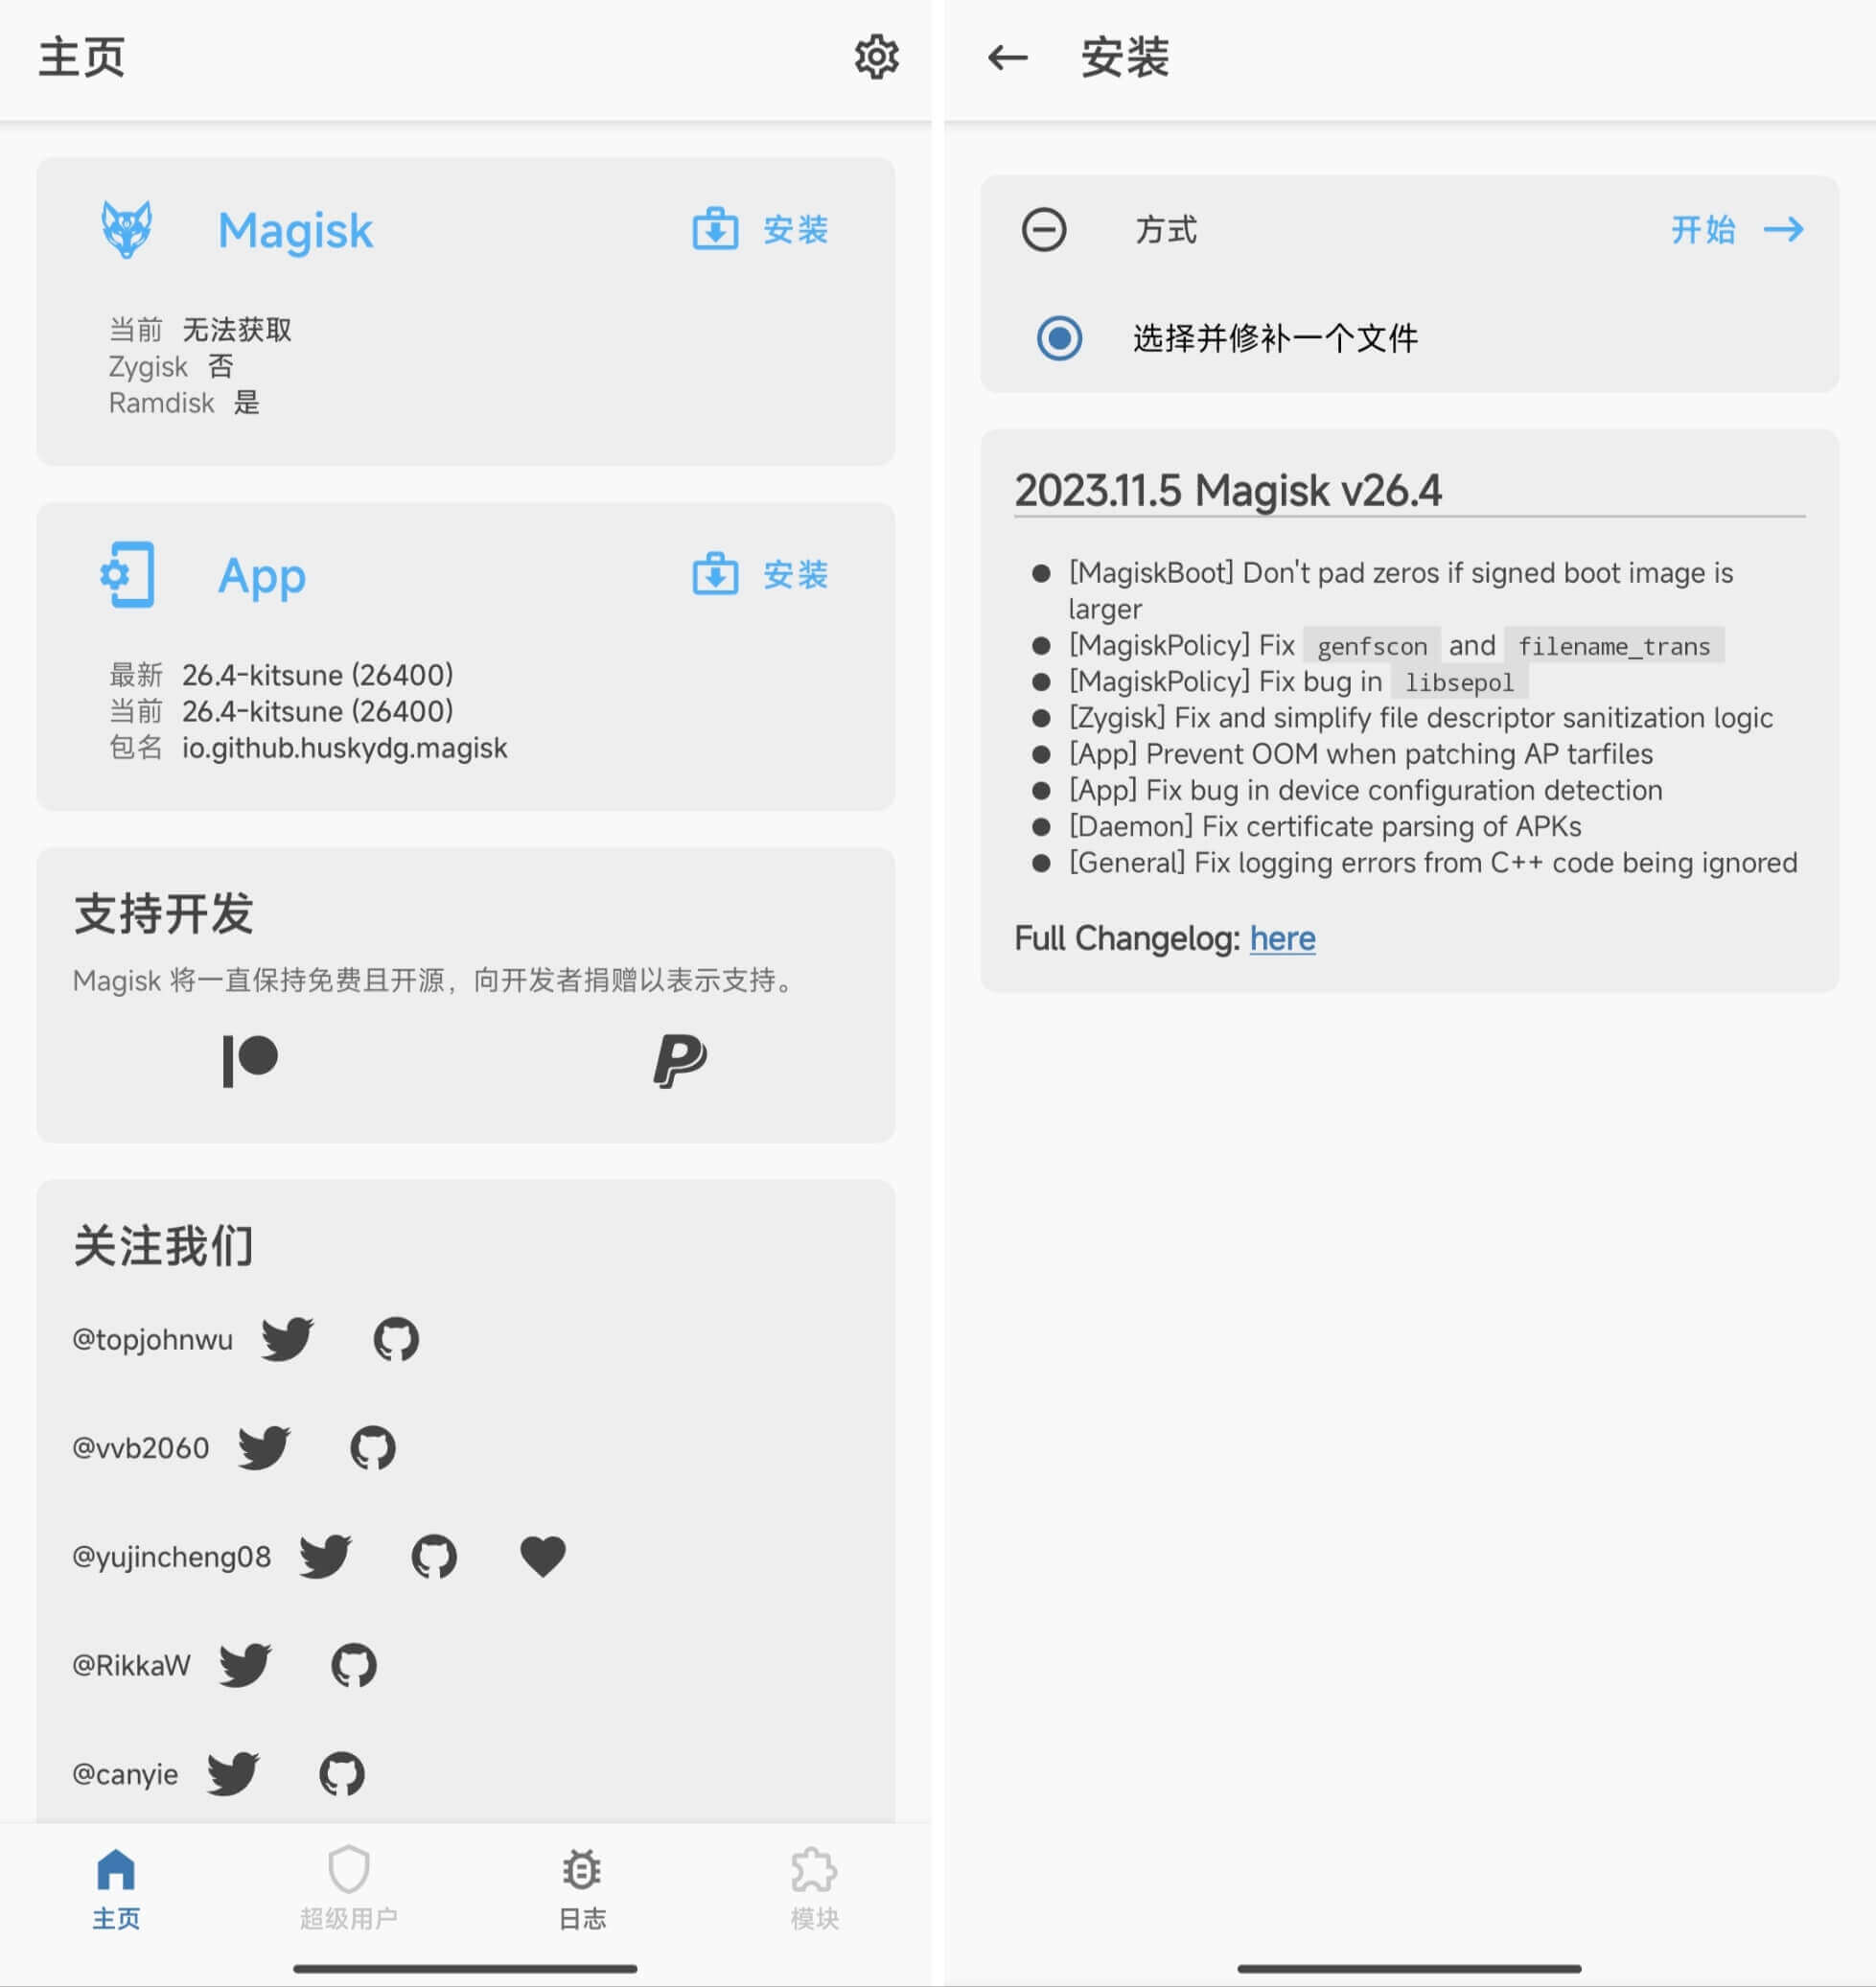 主页
Magisk
安装
当前 无法获取
Zygisk 否
Ramdisk 是
App
安装
最新 26.4-kitsune (26400)
当前 26.4-kitsune (26400)
包名 io.github.huskydg.magisk
支持开发
Magisk 将一直保持免费且开源，向开发者捐赠以表示支持。
关注我们
@topjohnwu
@vvb2060
@yujincheng08
@RikkaW
@canyie
主页
超级用户
日志
模块
安装
方式
开始
选择并修补一个文件
2023.11.5 Magisk v26.4
[MagiskBoot] Don't pad zeros if signed boot image is
larger
[MagiskPolicy] Fix genfscon and filename_trans
[MagiskPolicy] Fix bug in libsepol
[Zygisk] Fix and simplify file descriptor sanitization logic
[App] Prevent OOM when patching AP tarfiles
[App] Fix bug in device configuration detection
[Daemon] Fix certificate parsing of APKs
[General] Fix logging errors from C++ code being ignored
Full Changelog: here